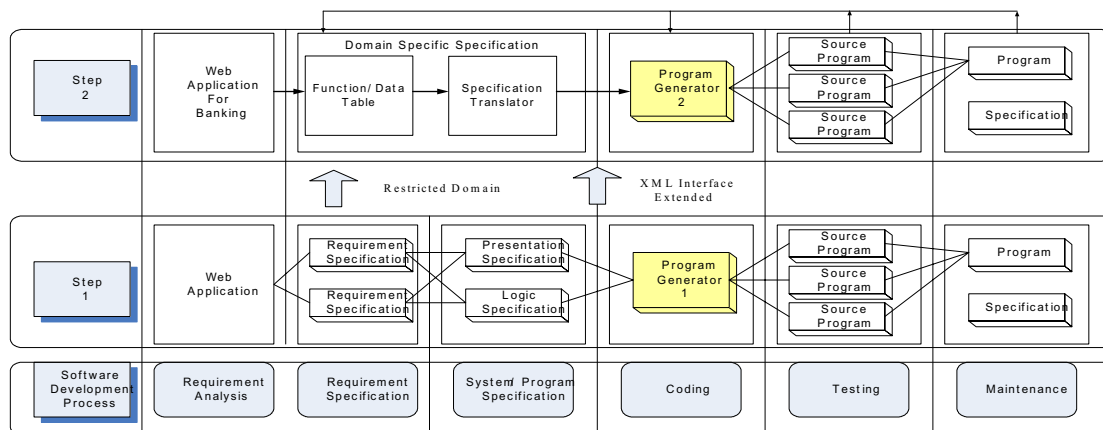 Step
2
Web
Application
For
Banking
Domain Specific Specification
Function/ Data
Table
Specification
Translator
Program
Generator
2
Source
Program
Source
Program
Source
Program
Program
Specification
Restricted Domain
XML Interface
Extended
Step
1
Web
Application
Requirement
Specification
Requirement
Specification
Presentation
Specification
Logic
Specification
Program
Generator
1
Source
Program
Source
Program
Source
Program
Program
Specification
Software
Development
Process
Requirement
Analysis
Requirement
Specification
System/ Program
Specification
Coding
Testing
Maintenance